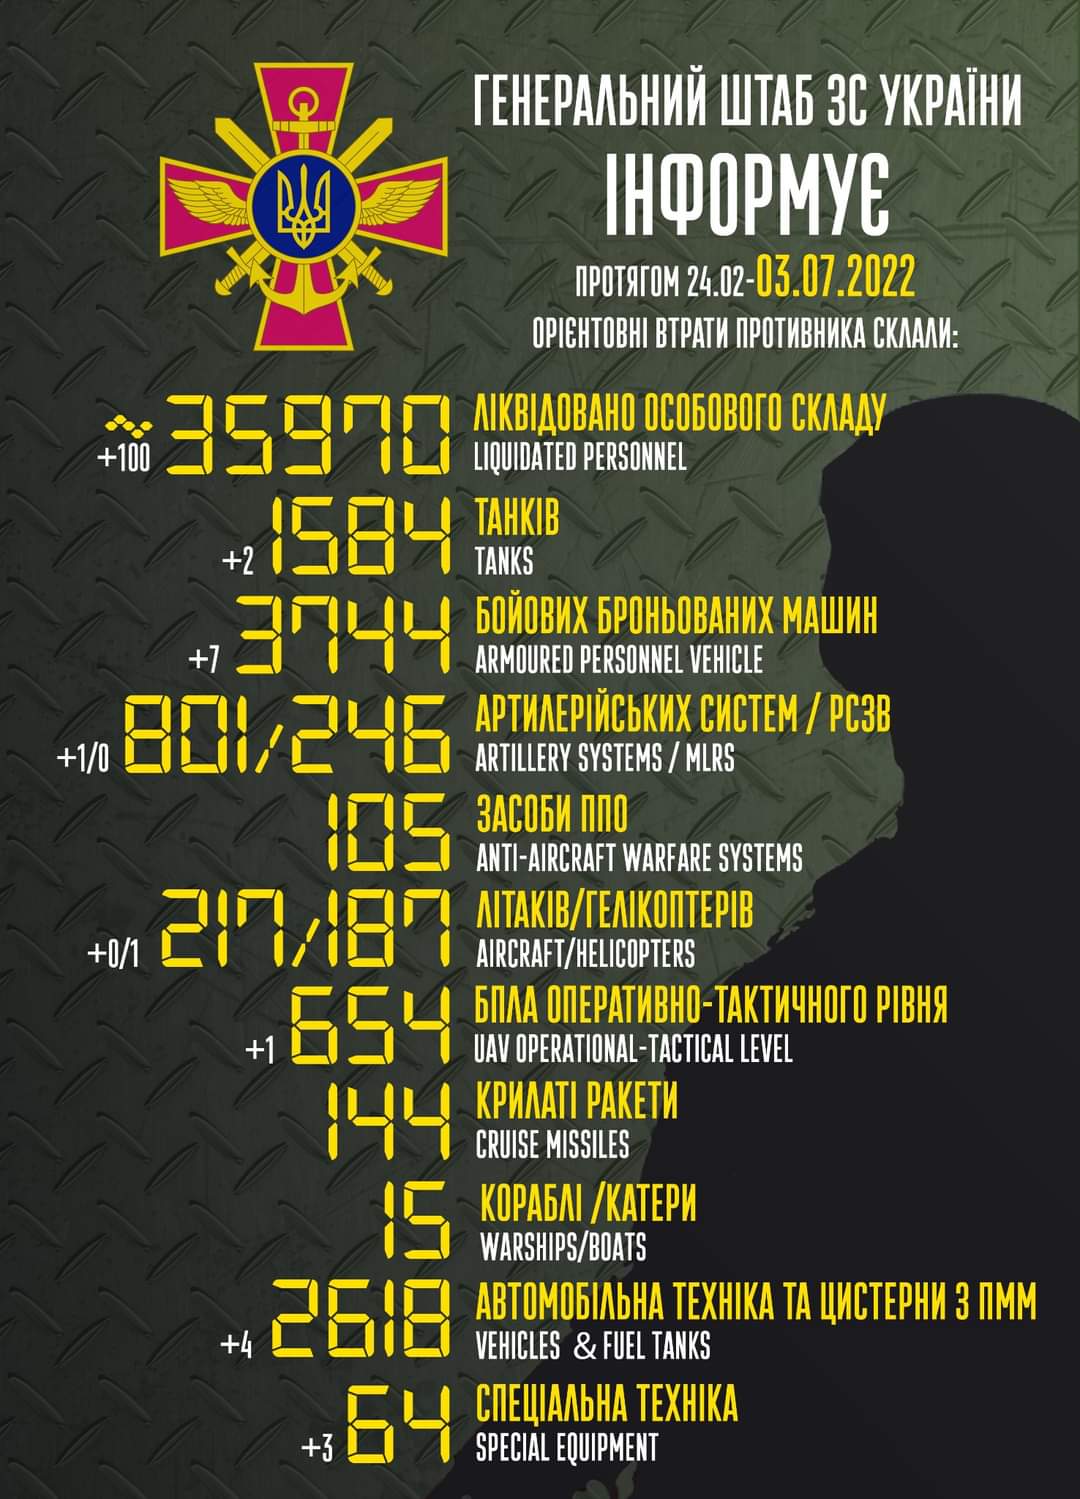 ГЕНЕРАЛЬНИЙ ШТАБ ЗС УКРАЇНИ
ІНФОРМУЄ
ПРОТЯГОМ 24.02-03.07.2022
ОРІЄНТОВНІ ВТРАТИ ПРОТИВНИКА СКЛАЛИ:
+100 ~35970 ЛІКВІДОВАНО ОСОБОВОГО СКЛАДУ
LIQUIDATED PERSONNEL
+2 1584 ТАНКІВ
TANKS
+7 3744 БОЙОВИХ БРОНЬОВАНИХ МАШИН
ARMOURED PERSONNEL VEHICLE
+1/0 801/246 АРТИЛЕРІЙСЬКИХ СИСТЕМ / РСЗВ
ARTILLERY SYSTEMS / MLRS
105 ЗАСОБИ ППО
ANTI-AIRCRAFT WARFARE SYSTEMS
+0/1 217/187 ЛІТАКІВ/ГЕЛІКОПТЕРІВ
AIRCRAFT/HELICOPTERS
+1 654 БПЛА ОПЕРАТИВНО-ТАКТИЧНОГО РІВНЯ
UAV OPERATIONAL-TACTICAL LEVEL
144 КРИЛАТІ РАКЕТИ
CRUISE MISSILES
15 КОРАБЛІ /КАТЕРИ
WARSHIPS/BOATS
+4 2618 АВТОМОБІЛЬНА ТЕХНІКА ТА ЦИСТЕРНИ З ПММ
VEHICLES & FUEL TANKS
+3 64 СПЕЦІАЛЬНА ТЕХНІКА
SPECIAL EQUIPMENT